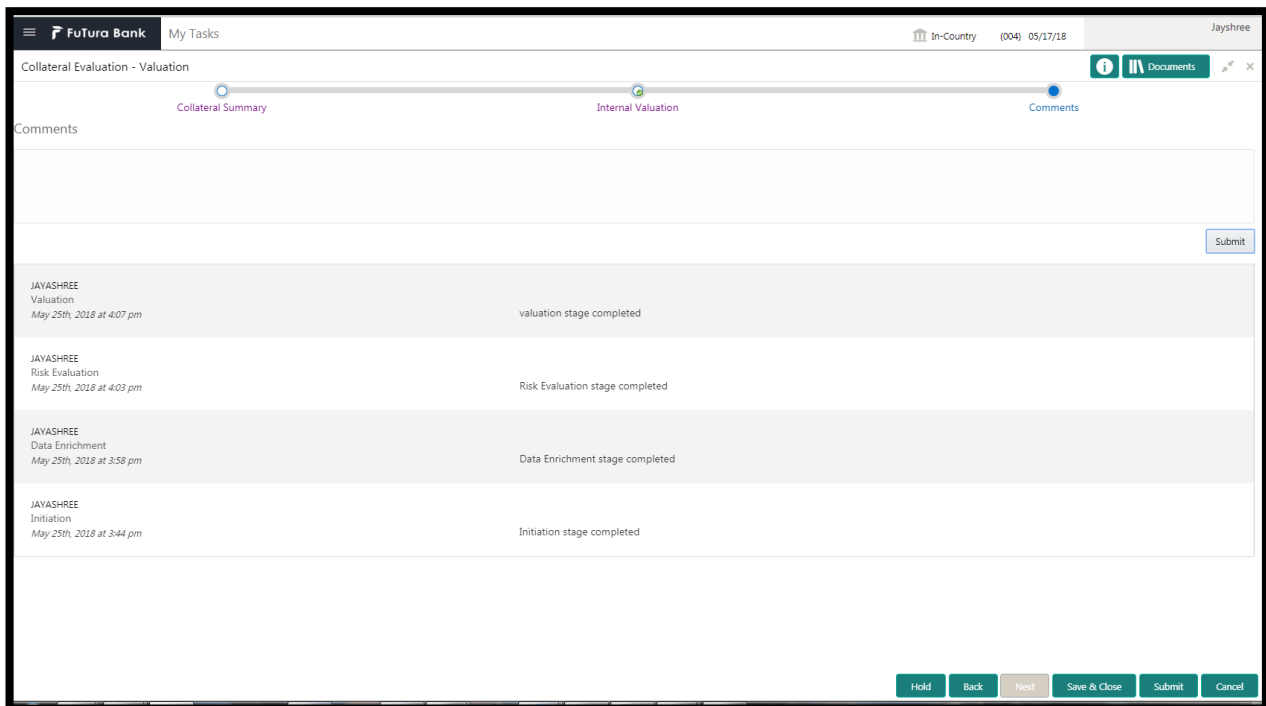 FuTura Bank My Tasks In-Country (004) 05/17/18 Jayshree
Collateral Evaluation - Valuation i Documents
Collateral Summary Internal Valuation Comments
Comments
Submit
JAYASHREE
Valuation
May 25th, 2018 at 4:07 pm valuation stage completed
JAYASHREE
Risk Evaluation
May 25th, 2018 at 4:03 pm Risk Evaluation stage completed
JAYASHREE
Data Enrichment
May 25th, 2018 at 3:58 pm Data Enrichment stage completed
JAYASHREE
Initiation
May 25th, 2018 at 3:44 pm Initiation stage completed
Hold Back Next Save & Close Submit Cancel